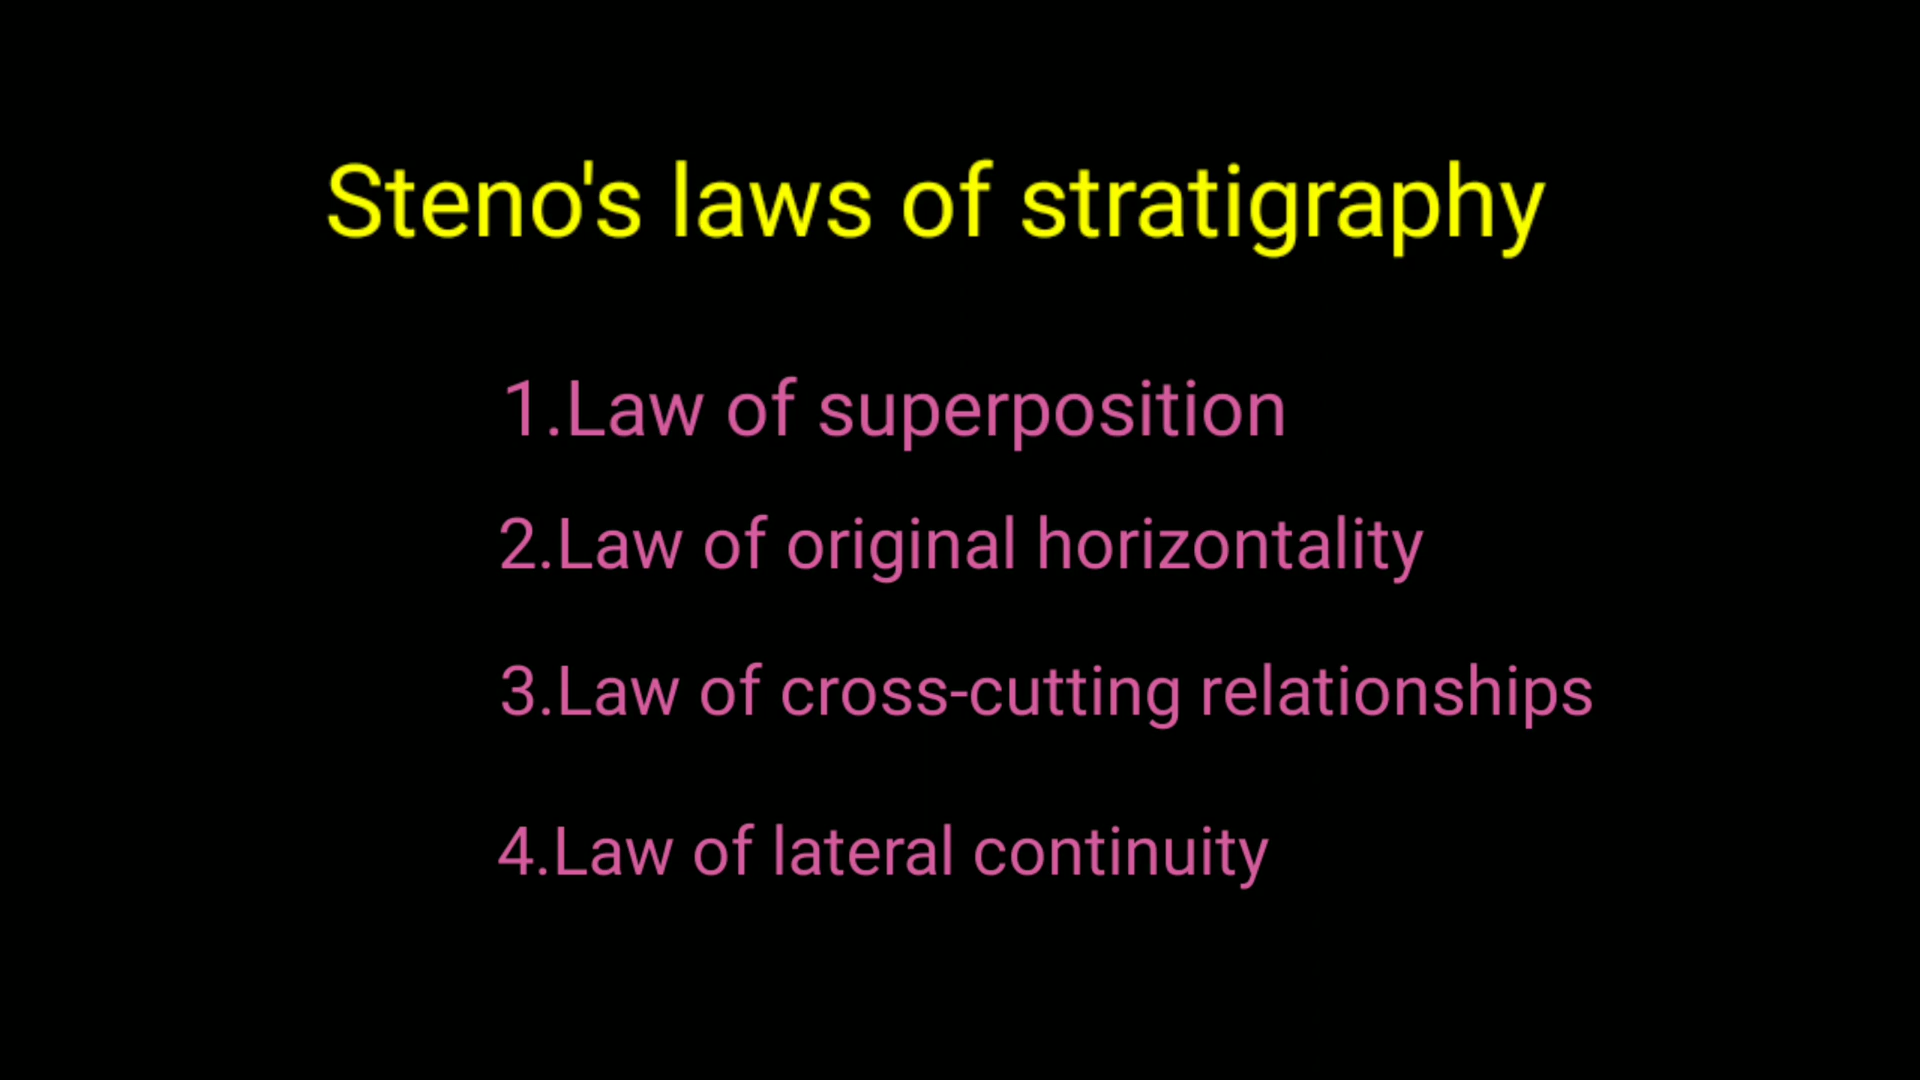 Steno's laws of stratigraphy
1.Law of superposition
2.Law of original horizontality
3.Law of cross-cutting relationships
4.Law of lateral continuity